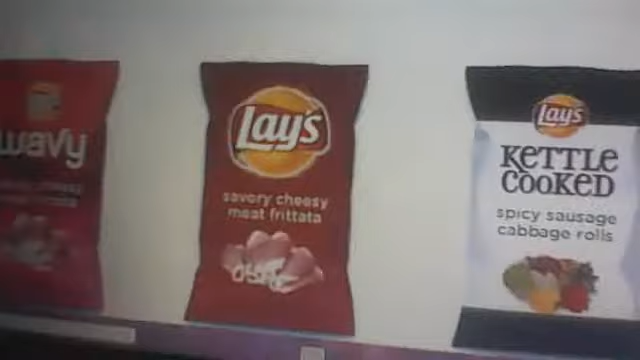 wavy
Lay's
savory cheesy
meat frittata
Lay's
KETTLE
COOKED
spicy sausage
cabbage rolls